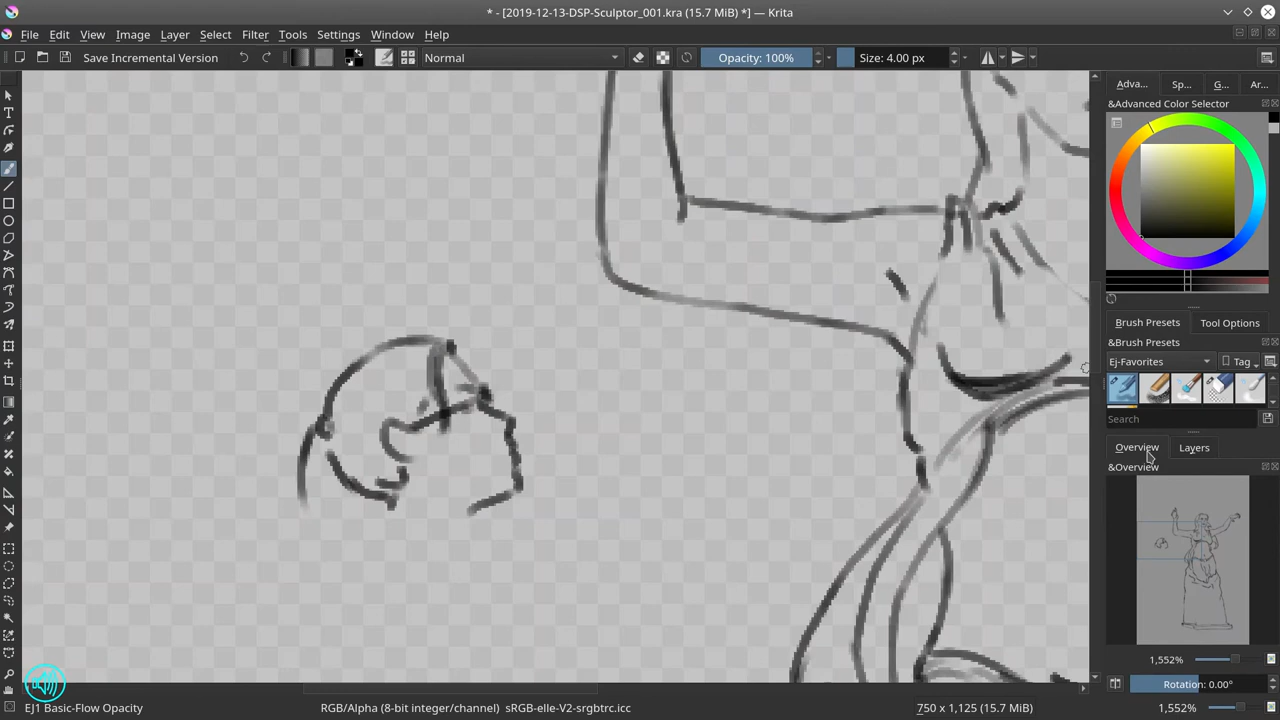 * - [2019-12-13-DSP-Sculptor_001.kra (15.7 MiB) *] — Krita
File Edit View Image Layer Select Filter Tools Settings Window Help
Save Incremental Version Normal Opacity: 100% Size: 4.00 px
Adva... Sp... G... Ar...
&Advanced Color Selector
Brush Presets Tool Options
&Brush Presets
Ej-Favorites Tag
Search
Overview Layers
&Overview
1,552%
Rotation: 0.00°
EJ1 Basic-Flow Opacity RGB/Alpha (8-bit integer/channel) sRGB-elle-V2-srgbtrc.icc 750 x 1,125 (15.7 MiB) 1,552%